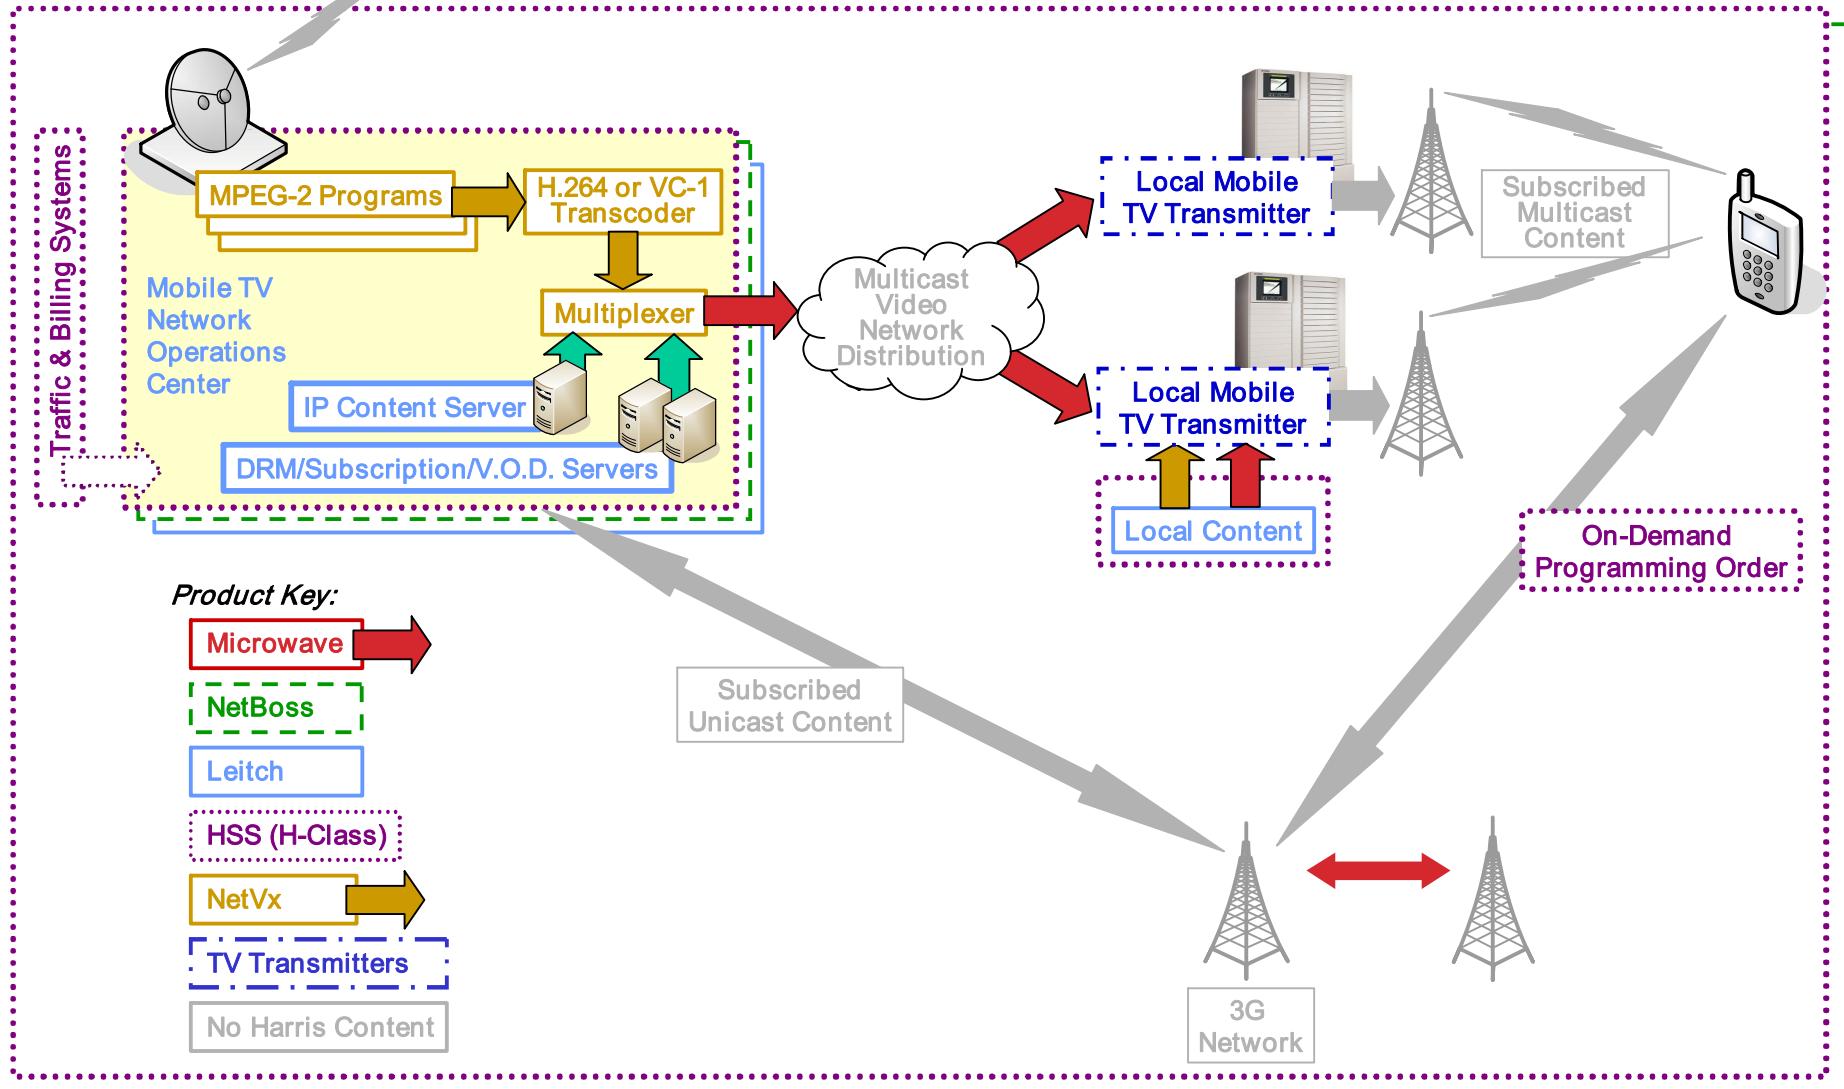 Traffic & Billing Systems
MPEG-2 Programs
H.264 or VC-1
Transcoder
Mobile TV
Network
Operations
Center
Multiplexer
IP Content Server
DRM/Subscription/V.O.D. Servers
Multicast
Video
Network
Distribution
Local Mobile
TV Transmitter
Subscribed
Multicast
Content
Local Mobile
TV Transmitter
Local Content
On-Demand
Programming Order
Subscribed
Unicast Content
3G
Network
Product Key:
Microwave
NetBoss
Leitch
HSS (H-Class)
NetVx
TV Transmitters
No Harris Content